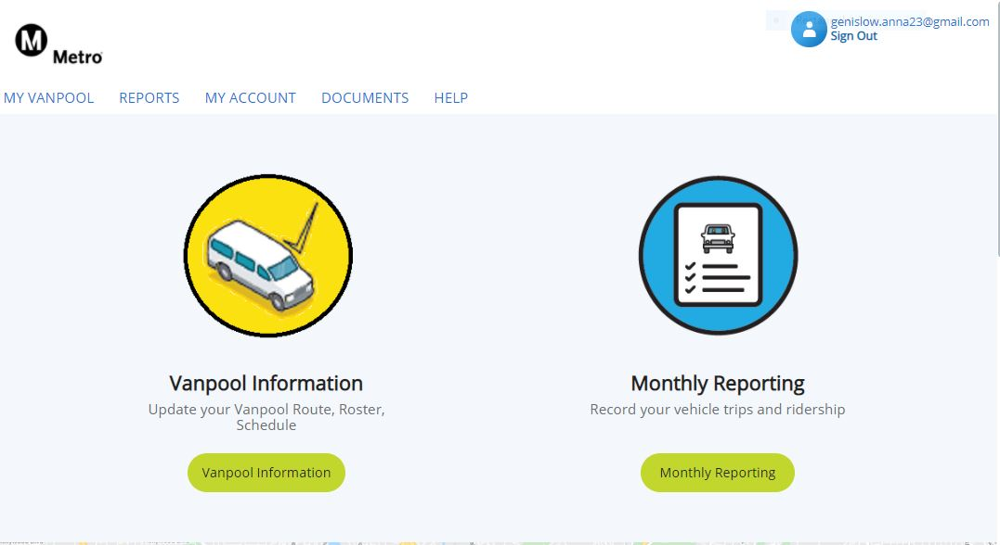 M
Metro
genislow.anna23@gmail.com
Sign Out
MY VANPOOL
REPORTS
MY ACCOUNT
DOCUMENTS
HELP
Vanpool Information
Update your Vanpool Route, Roster,
Schedule
Vanpool Information
Monthly Reporting
Record your vehicle trips and ridership
Monthly Reporting